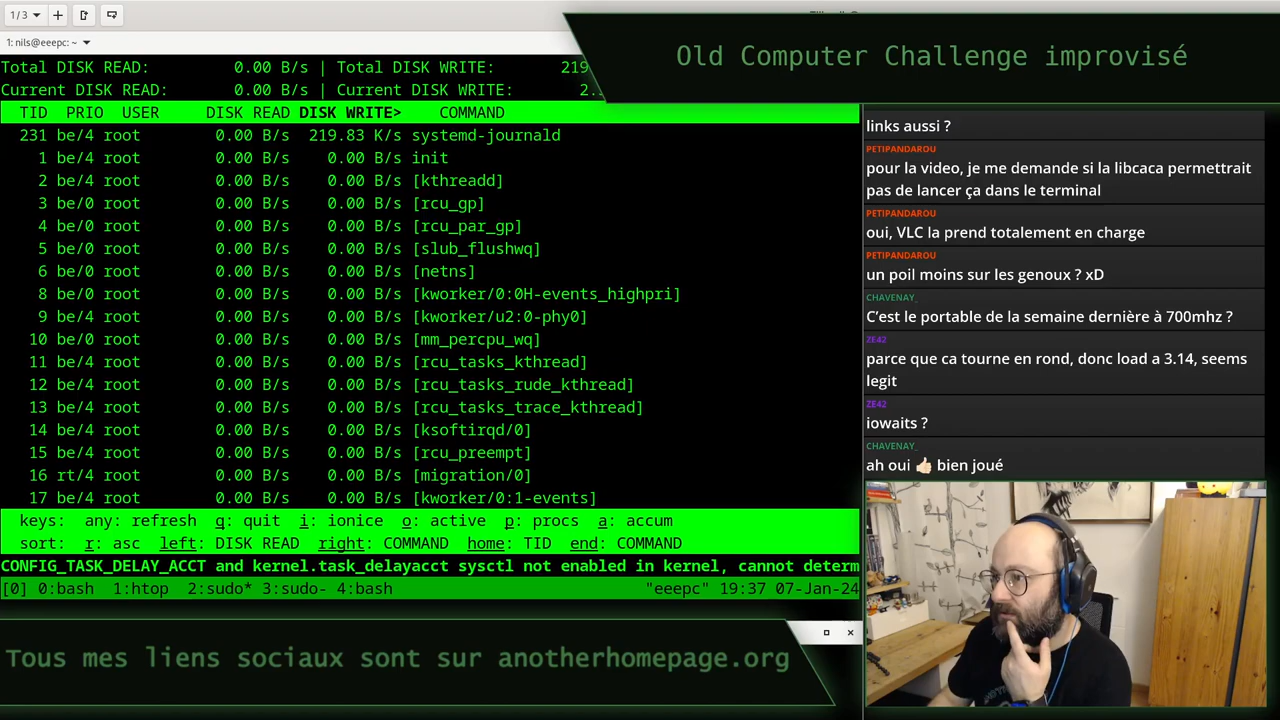 1/3
Old Computer Challenge improvisé
1: nils@eeepc: ~
Total DISK READ: 0.00 B/s | Total DISK WRITE: 219
Current DISK READ: 0.00 B/s | Current DISK WRITE: 2.
TID PRIO USER DISK READ DISK WRITE> COMMAND
231 be/4 root 0.00 B/s 219.83 K/s systemd-journald
1 be/4 root 0.00 B/s 0.00 B/s init
2 be/4 root 0.00 B/s 0.00 B/s [kthreadd]
3 be/0 root 0.00 B/s 0.00 B/s [rcu_gp]
4 be/0 root 0.00 B/s 0.00 B/s [rcu_par_gp]
5 be/0 root 0.00 B/s 0.00 B/s [slub_flushwq]
6 be/0 root 0.00 B/s 0.00 B/s [netns]
8 be/0 root 0.00 B/s 0.00 B/s [kworker/0:0H-events_highpri]
9 be/4 root 0.00 B/s 0.00 B/s [kworker/u2:0-phy0]
10 be/0 root 0.00 B/s 0.00 B/s [mm_percpu_wq]
11 be/4 root 0.00 B/s 0.00 B/s [rcu_tasks_kthread]
12 be/4 root 0.00 B/s 0.00 B/s [rcu_tasks_rude_kthread]
13 be/4 root 0.00 B/s 0.00 B/s [rcu_tasks_trace_kthread]
14 be/4 root 0.00 B/s 0.00 B/s [ksoftirqd/0]
15 be/4 root 0.00 B/s 0.00 B/s [rcu_preempt]
16 rt/4 root 0.00 B/s 0.00 B/s [migration/0]
17 be/4 root 0.00 B/s 0.00 B/s [kworker/0:1-events]
keys: any: refresh q: quit i: ionice o: active p: procs a: accum
sort: r: asc left: DISK READ right: COMMAND home: TID end: COMMAND
CONFIG_TASK_DELAY_ACCT and kernel.task_delayacct sysctl not enabled in kernel, cannot determ
[0] 0:bash 1:htop 2:sudo* 3:sudo- 4:bash "eeepc" 19:37 07-Jan-24
links aussi ?
PETIPANDAROU
pour la video, je me demande si la libcaca permettrait
pas de lancer ça dans le terminal
PETIPANDAROU
oui, VLC la prend totalement en charge
PETIPANDAROU
un poil moins sur les genoux ? xD
CHAVENAY_
C'est le portable de la semaine dernière à 700mhz ?
ZE42
parce que ca tourne en rond, donc load a 3.14, seems
legit
ZE42
iowaits ?
CHAVENAY_
ah oui 👍🏻 bien joué
Tous mes liens sociaux sont sur anotherhomepage.org